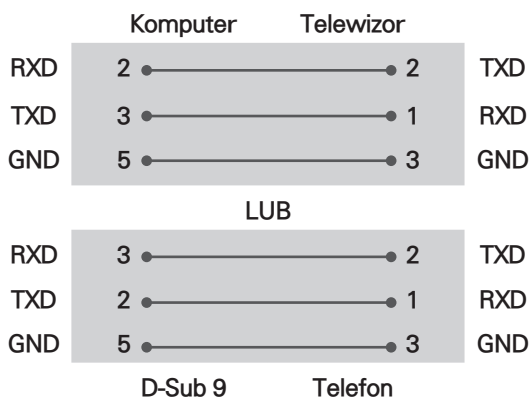 Komputer Telewizor
RXD 2 2 TXD
TXD 3 1 RXD
GND 5 3 GND
LUB
RXD 3 2 TXD
TXD 2 1 RXD
GND 5 3 GND
D-Sub 9 Telefon